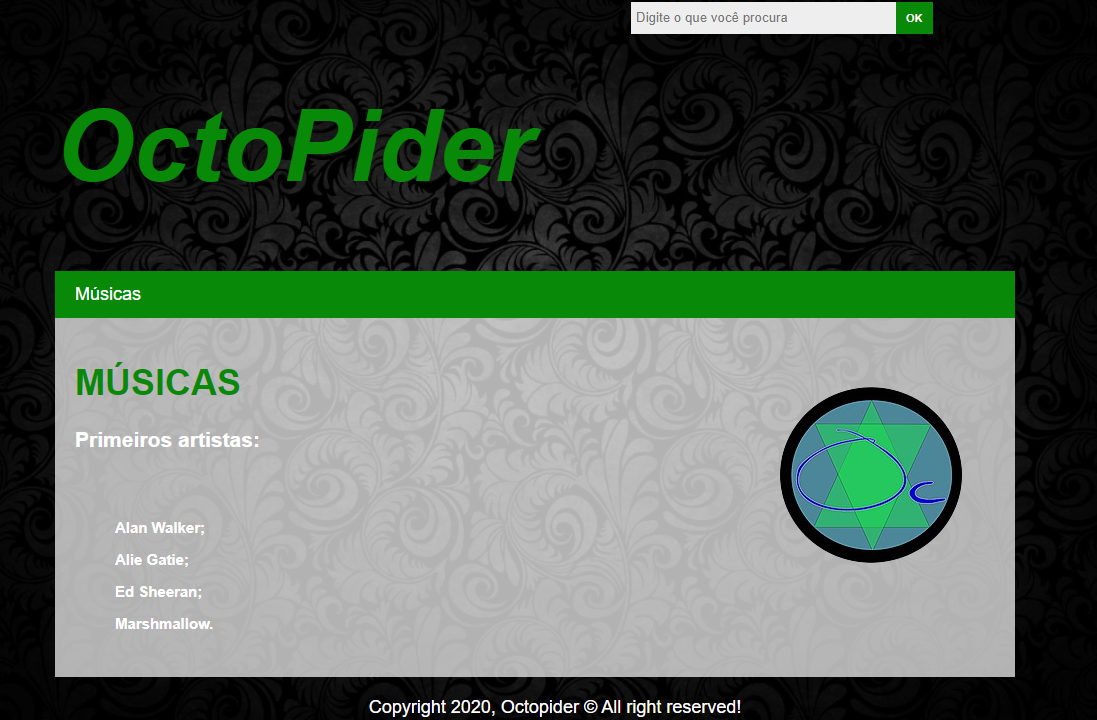 Digite o que você procura OK
OctoPider
Músicas
MÚSICAS
Primeiros artistas:
Alan Walker;
Alie Gatie;
Ed Sheeran;
Marshmallow.
Copyright 2020, Octopider © All right reserved!